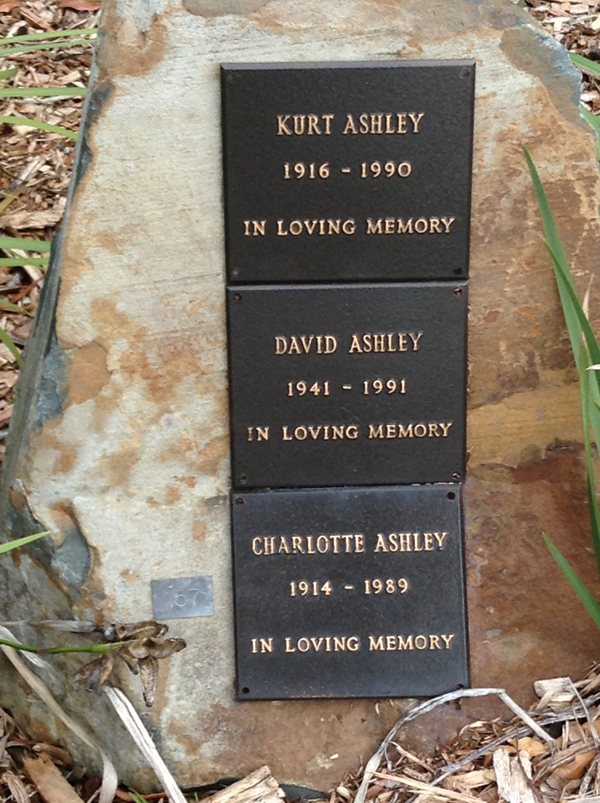 KURT ASHLEY
1916 - 1990
IN LOVING MEMORY
DAVID ASHLEY
1941 - 1991
IN LOVING MEMORY
CHARLOTTE ASHLEY
1914 - 1989
IN LOVING MEMORY
57